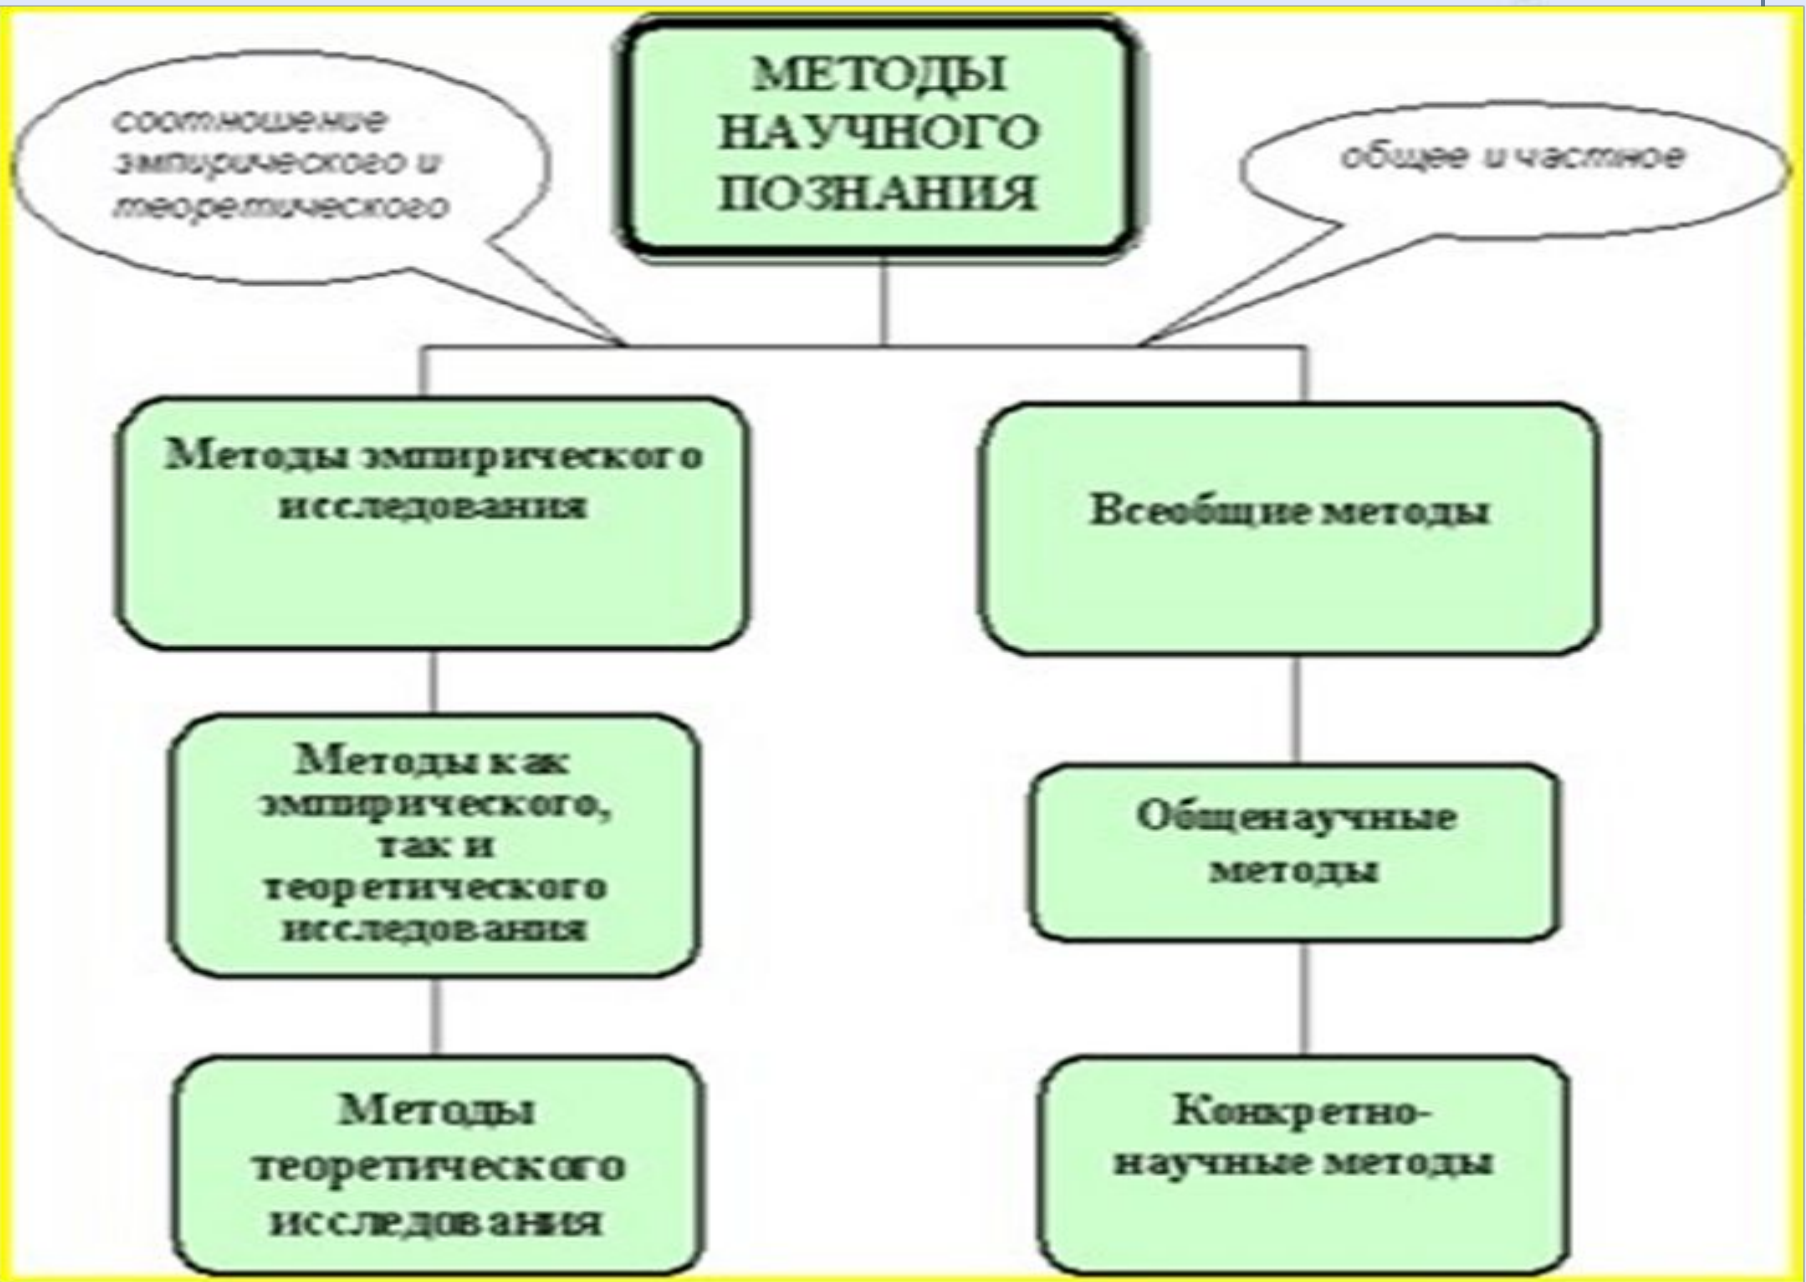 МЕТОДЫ
НАУЧНОГО
ПОЗНАНИЯ
соотношение
эмпирического и
теоретического
общее и частное
Методы эмпирического
исследования
Методы как
эмпирического,
так и
теоретического
исследования
Методы
теоретического
исследования
Всеобщие методы
Общенаучные
методы
Конкретно-
научные методы